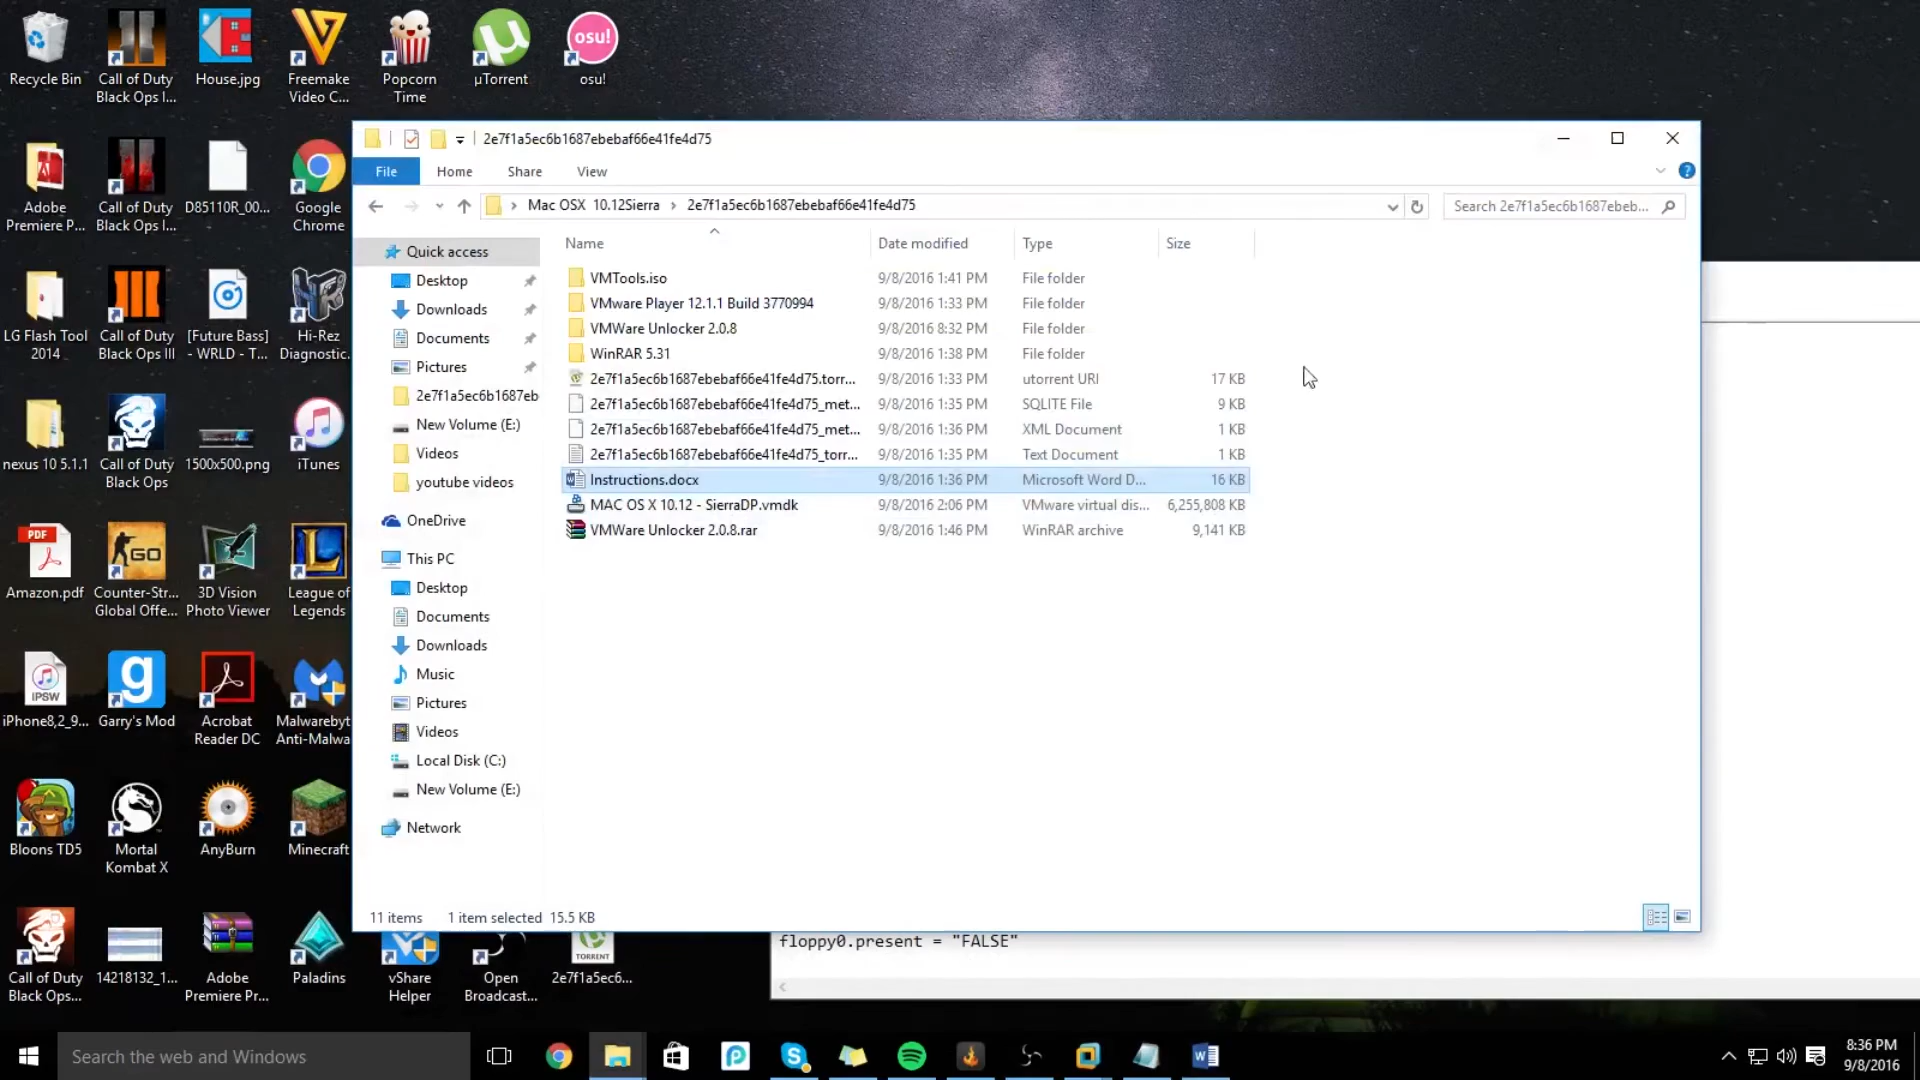 Recycle Bin
Call of Duty
Black Ops I...
House.jpg
Freemake
Video C...
Popcorn
Time
µTorrent
osu!
osu!
Adobe
Premiere P...
Call of Duty
Black Ops I...
D85110R_00...
Google
Chrome
LG Flash Tool
2014
Call of Duty
Black Ops III
[Future Bass]
- WRLD - T...
Hi-Rez
Diagnostic...
nexus 10 5.1.1
Call of Duty
Black Ops
1500x500.png
iTunes
PDF
Amazon.pdf
GO
Counter-Str...
Global Offe...
3D Vision
Photo Viewer
League of
Legends
IPSW
iPhone8,2_9...
Garry's Mod
Acrobat
Reader DC
Malwarebyt
Anti-Malwa
Bloons TD5
Mortal
Kombat X
AnyBurn
Minecraft
Call of Duty
Black Ops...
14218132_1...
Adobe
Premiere Pr...
Paladins
vShare
Helper
Open
Broadcast...
TORRENT
2e7f1a5ec6...
2e7f1a5ec6b1687ebebaf66e41fe4d75
File
Home
Share
View
Mac OSX 10.12Sierra
2e7f1a5ec6b1687ebebaf66e41fe4d75
Search 2e7f1a5ec6b1687ebeb...
Quick access
Desktop
Downloads
Documents
Pictures
2e7f1a5ec6b1687eb
New Volume (E:)
Videos
youtube videos
OneDrive
This PC
Desktop
Documents
Downloads
Music
Pictures
Videos
Local Disk (C:)
New Volume (E:)
Network
Name Date modified Type Size
VMTools.iso 9/8/2016 1:41 PM File folder
VMware Player 12.1.1 Build 3770994 9/8/2016 1:33 PM File folder
VMWare Unlocker 2.0.8 9/8/2016 8:32 PM File folder
WinRAR 5.31 9/8/2016 1:38 PM File folder
2e7f1a5ec6b1687ebebaf66e41fe4d75.torr... 9/8/2016 1:33 PM utorrent URI 17 KB
2e7f1a5ec6b1687ebebaf66e41fe4d75_met... 9/8/2016 1:35 PM SQLITE File 9 KB
2e7f1a5ec6b1687ebebaf66e41fe4d75_met... 9/8/2016 1:36 PM XML Document 1 KB
2e7f1a5ec6b1687ebebaf66e41fe4d75_torr... 9/8/2016 1:35 PM Text Document 1 KB
Instructions.docx 9/8/2016 1:36 PM Microsoft Word D... 16 KB
MAC OS X 10.12 - SierraDP.vmdk 9/8/2016 2:06 PM VMware virtual dis... 6,255,808 KB
VMWare Unlocker 2.0.8.rar 9/8/2016 1:46 PM WinRAR archive 9,141 KB
11 items 1 item selected 15.5 KB
floppy0.present = "FALSE"
Search the web and Windows
8:36 PM
9/8/2016